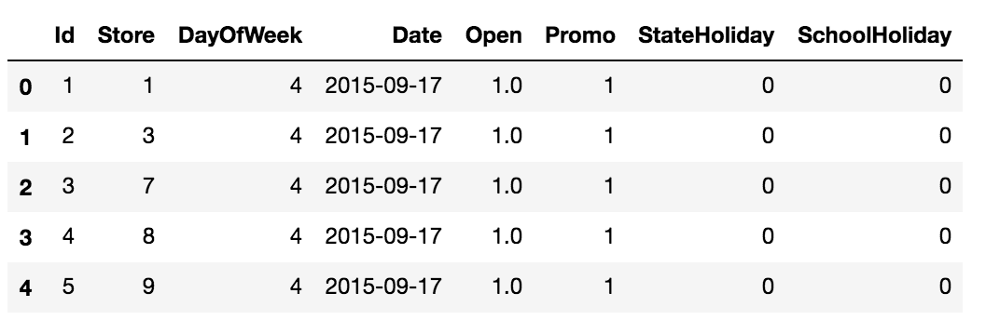 Id Store DayOfWeek Date Open Promo StateHoliday SchoolHoliday
0 1 1 4 2015-09-17 1.0 1 0 0
1 2 3 4 2015-09-17 1.0 1 0 0
2 3 7 4 2015-09-17 1.0 1 0 0
3 4 8 4 2015-09-17 1.0 1 0 0
4 5 9 4 2015-09-17 1.0 1 0 0